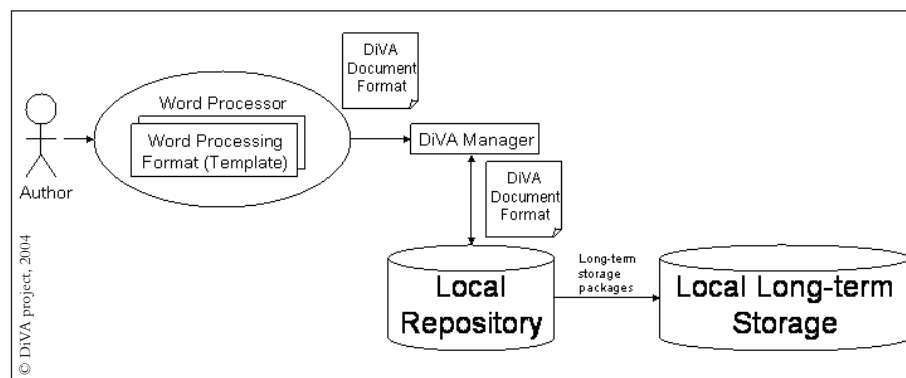 DiVA
Document
Format
Word Processor
Word Processing
Format (Template)
DiVA Manager
Author
DiVA
Document
Format
Long-term
storage
packages
Local
Repository
Local Long-term
Storage
© DiVA project, 2004